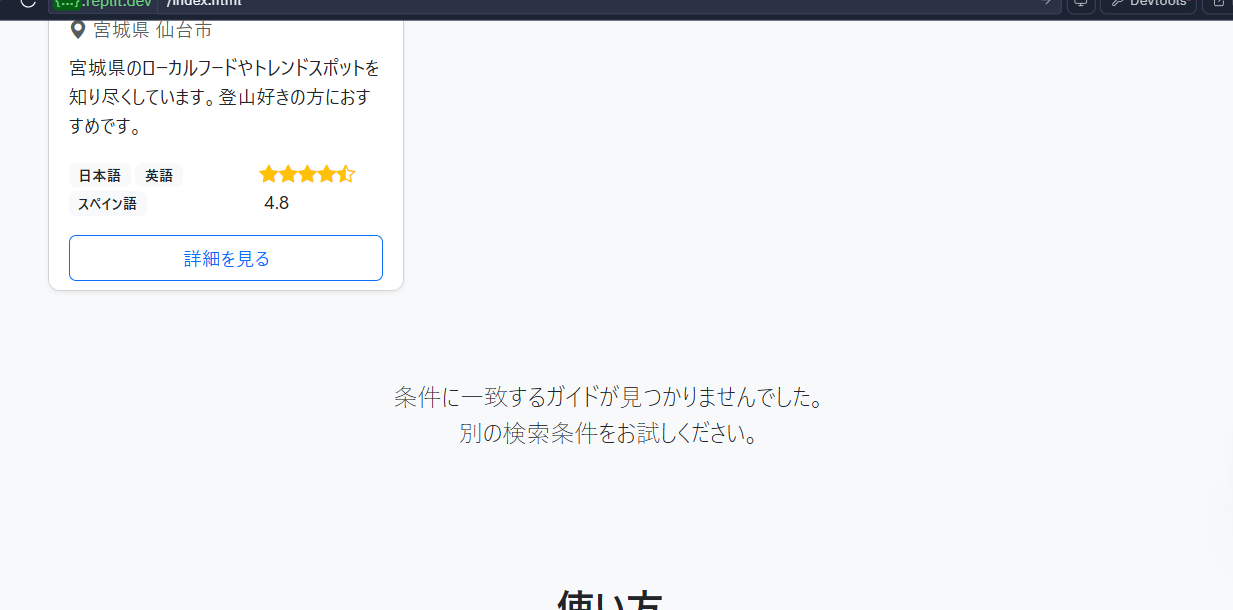 {...}.replit.dev /index.html
Devtools
宮城県 仙台市
宮城県のローカルフードやトレンドスポットを
知り尽くしています。登山好きの方におす
すめです。
日本語 英語
スペイン語
4.8
詳細を見る
条件に一致するガイドが見つかりませんでした。
別の検索条件をお試しください。
使い方